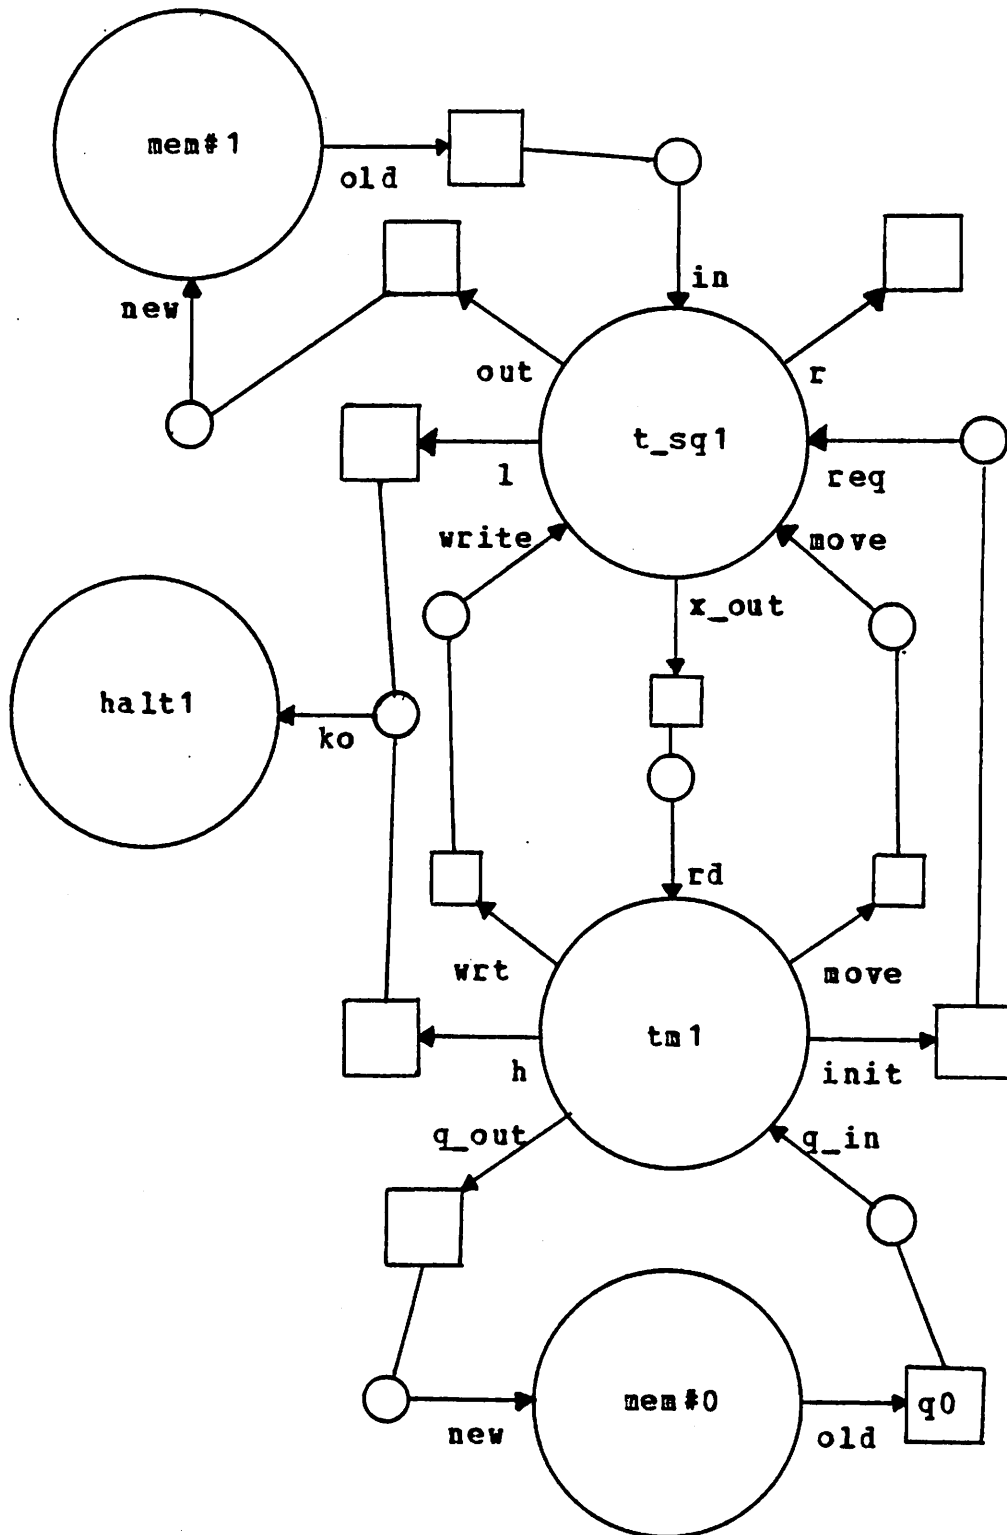 mem#1
old
in
new
out
r
t_sq1
l
req
write
move
x_out
halt1
ko
rd
wrt
move
tm1
h
init
q_out
q_in
mem#0
q0
new
old